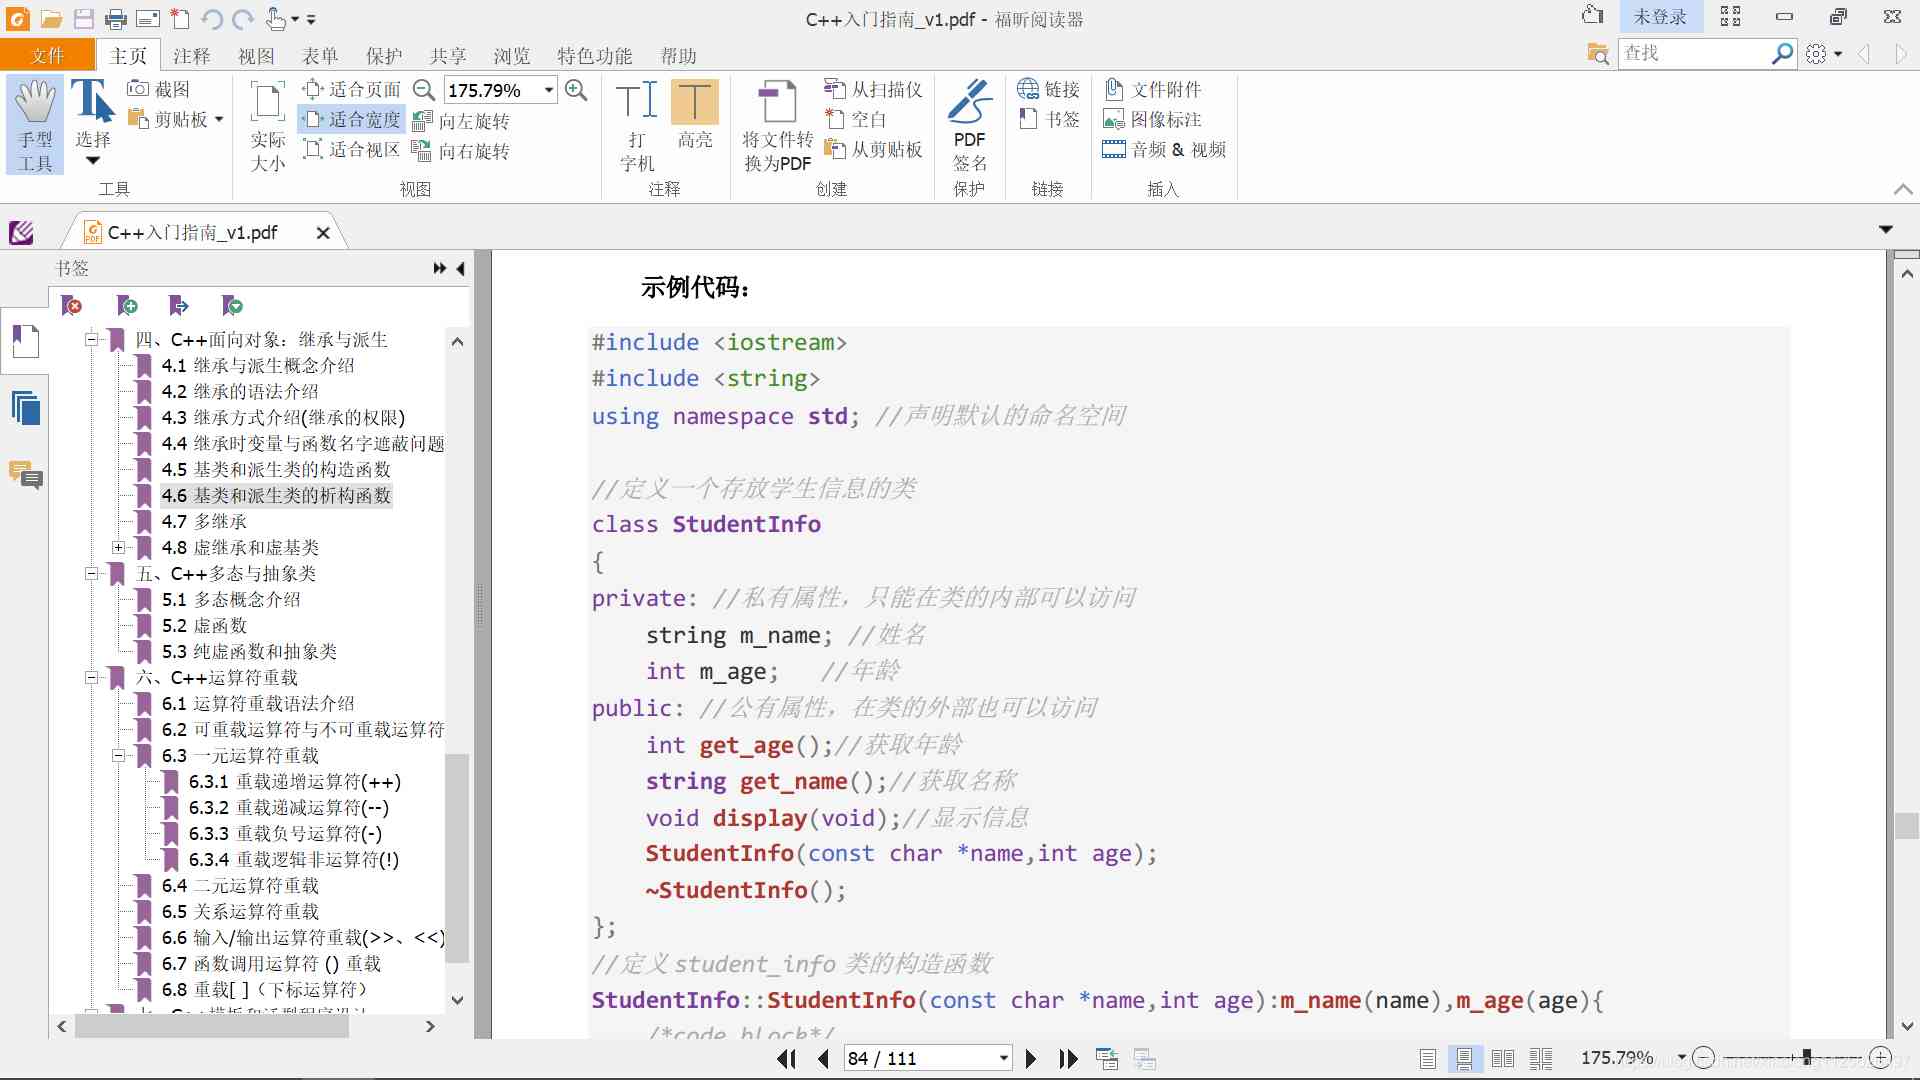 C++入门指南_v1.pdf - 福昕阅读器
未登录
文件 主页 注释 视图 表单 保护 共享 浏览 特色功能 帮助
查找
手型工具
选择
截图
剪贴板
工具
实际大小
适合页面
适合宽度
适合视区
175.79%
向左旋转
向右旋转
视图
打字机
高亮
注释
将文件转换为PDF
从扫描仪
空白
从剪贴板
创建
PDF签名
保护
链接
书签
链接
文件附件
图像标注
音频 & 视频
插入
C++入门指南_v1.pdf
书签
四、C++面向对象：继承与派生
4.1 继承与派生概念介绍
4.2 继承的语法介绍
4.3 继承方式介绍(继承的权限)
4.4 继承时变量与函数名字遮蔽问题
4.5 基类和派生类的构造函数
4.6 基类和派生类的析构函数
4.7 多继承
4.8 虚继承和虚基类
五、C++多态与抽象类
5.1 多态概念介绍
5.2 虚函数
5.3 纯虚函数和抽象类
六、C++运算符重载
6.1 运算符重载语法介绍
6.2 可重载运算符与不可重载运算符
6.3 一元运算符重载
6.3.1 重载递增运算符(++)
6.3.2 重载递减运算符(--)
6.3.3 重载负号运算符(-)
6.3.4 重载逻辑非运算符(!)
6.4 二元运算符重载
6.5 关系运算符重载
6.6 输入/输出运算符重载(>>、<<)
6.7 函数调用运算符 () 重载
6.8 重载[ ]（下标运算符）
示例代码：
#include <iostream>
#include <string>
using namespace std; //声明默认的命名空间
//定义一个存放学生信息的类
class StudentInfo
{
private: //私有属性，只能在类的内部可以访问
string m_name; //姓名
int m_age; //年龄
public: //公有属性，在类的外部也可以访问
int get_age();//获取年龄
string get_name();//获取名称
void display(void);//显示信息
StudentInfo(const char *name,int age);
~StudentInfo();
};
//定义 student_info 类的构造函数
StudentInfo::StudentInfo(const char *name,int age):m_name(name),m_age(age){
/*code block*/
84 / 111
175.79%